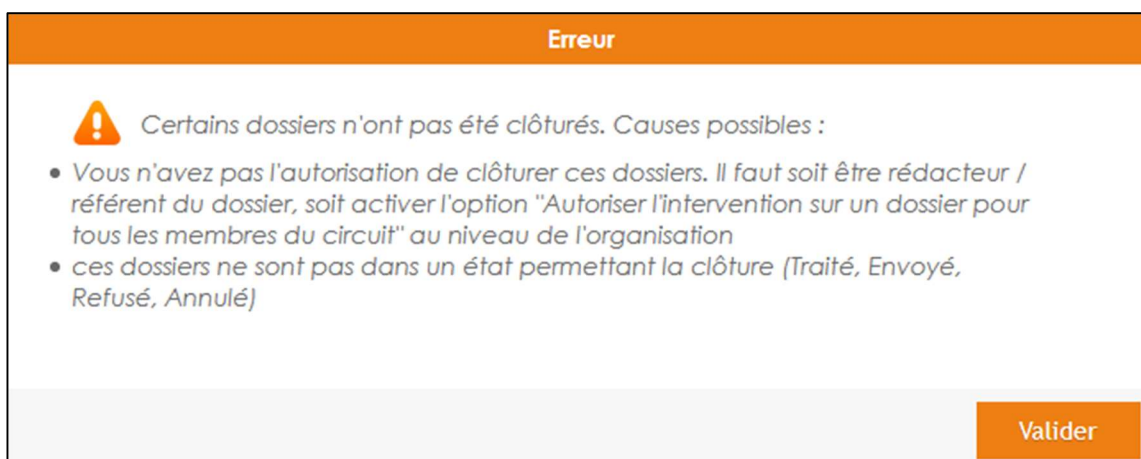 Erreur
Certains dossiers n'ont pas été clôturés. Causes possibles :
• Vous n'avez pas l'autorisation de clôturer ces dossiers. Il faut soit être rédacteur /
référent du dossier, soit activer l'option "Autoriser l'intervention sur un dossier pour
tous les membres du circuit" au niveau de l'organisation
• ces dossiers ne sont pas dans un état permettant la clôture (Traité, Envoyé,
Refusé, Annulé)
Valider